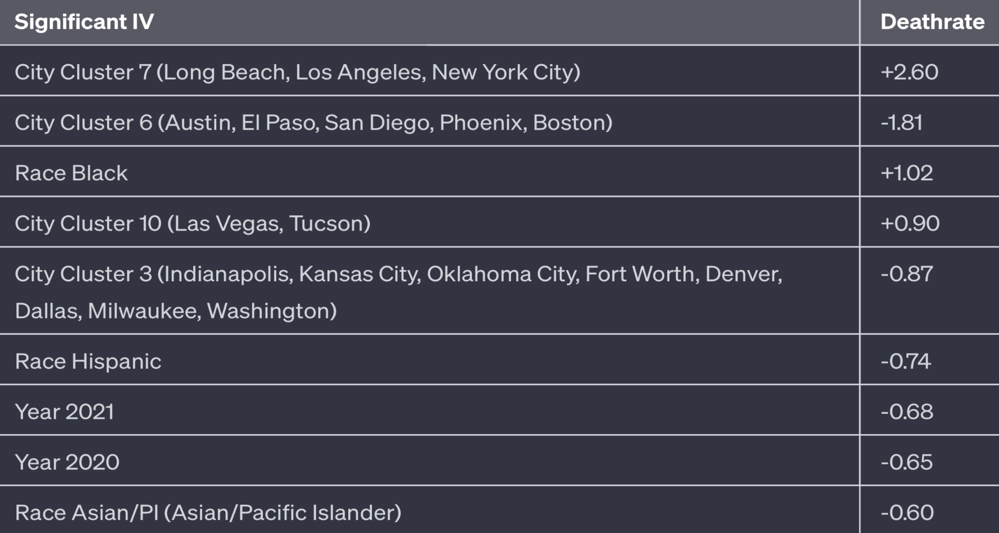 Significant IV Deathrate
City Cluster 7 (Long Beach, Los Angeles, New York City) +2.60
City Cluster 6 (Austin, El Paso, San Diego, Phoenix, Boston) -1.81
Race Black +1.02
City Cluster 10 (Las Vegas, Tucson) +0.90
City Cluster 3 (Indianapolis, Kansas City, Oklahoma City, Fort Worth, Denver, -0.87
Dallas, Milwaukee, Washington)
Race Hispanic -0.74
Year 2021 -0.68
Year 2020 -0.65
Race Asian/PI (Asian/Pacific Islander) -0.60